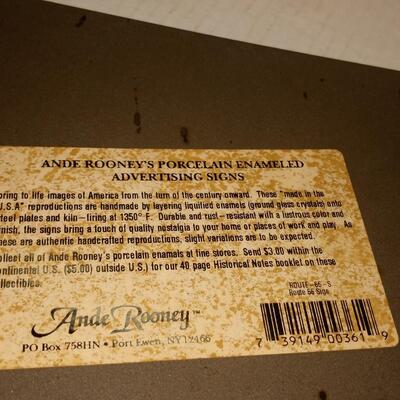 ANDE ROONEY'S PORCELAIN ENAMELED
ADVERTISING SIGNS
bring to life images of America from the turn of the century onward. These "made in the
U.S.A" reproductions are handmade by layering liquified enamels (ground glass crystals) onto
steel plates and kiln-firing at 1350° F. Durable and rust-resistant with a lustrous color and
finish, the signs bring a touch of quality nostalgia to your home or places of work and play. As
these are authentic handcrafted reproductions, slight variations are to be expected.
Collect all of Ande Rooney's porcelain enamels at fine stores. Send $3.00 within the
continental U.S. ($5.00) outside U.S.) for our 40 page Historical Notes booklet on these
collectibles.
ROUTE-66-S
Route 66 Sign
Ande Rooney™
PO BOX 758HN • PORT EWEN, NY 12466
7 39149 00361 9